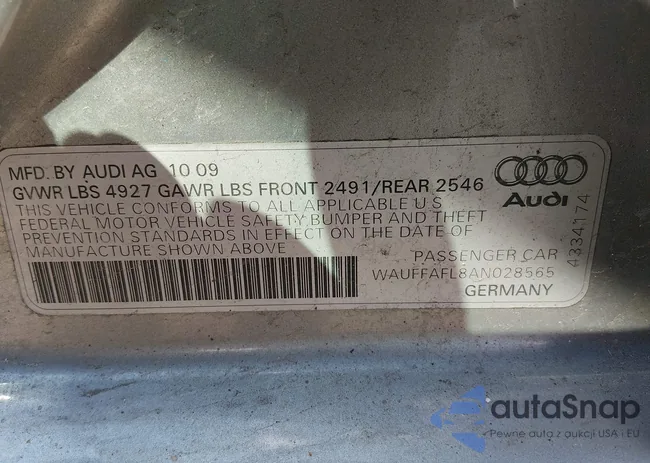 MFD. BY AUDI AG 10 09
GVWR LBS 4927 GAWR LBS FRONT 2491/REAR 2546
THIS VEHICLE CONFORMS TO ALL APPLICABLE U S
FEDERAL MOTOR VEHICLE SAFETY BUMPER AND THEFT
PREVENTION STANDARDS IN EFFECT ON THE DATE OF
MANUFACTURE SHOWN ABOVE
Audi
4334174
PASSENGER CAR
WAUFFAFL8AN028565
GERMANY
autaSnap
Pewne auta z aukcji USA i EU